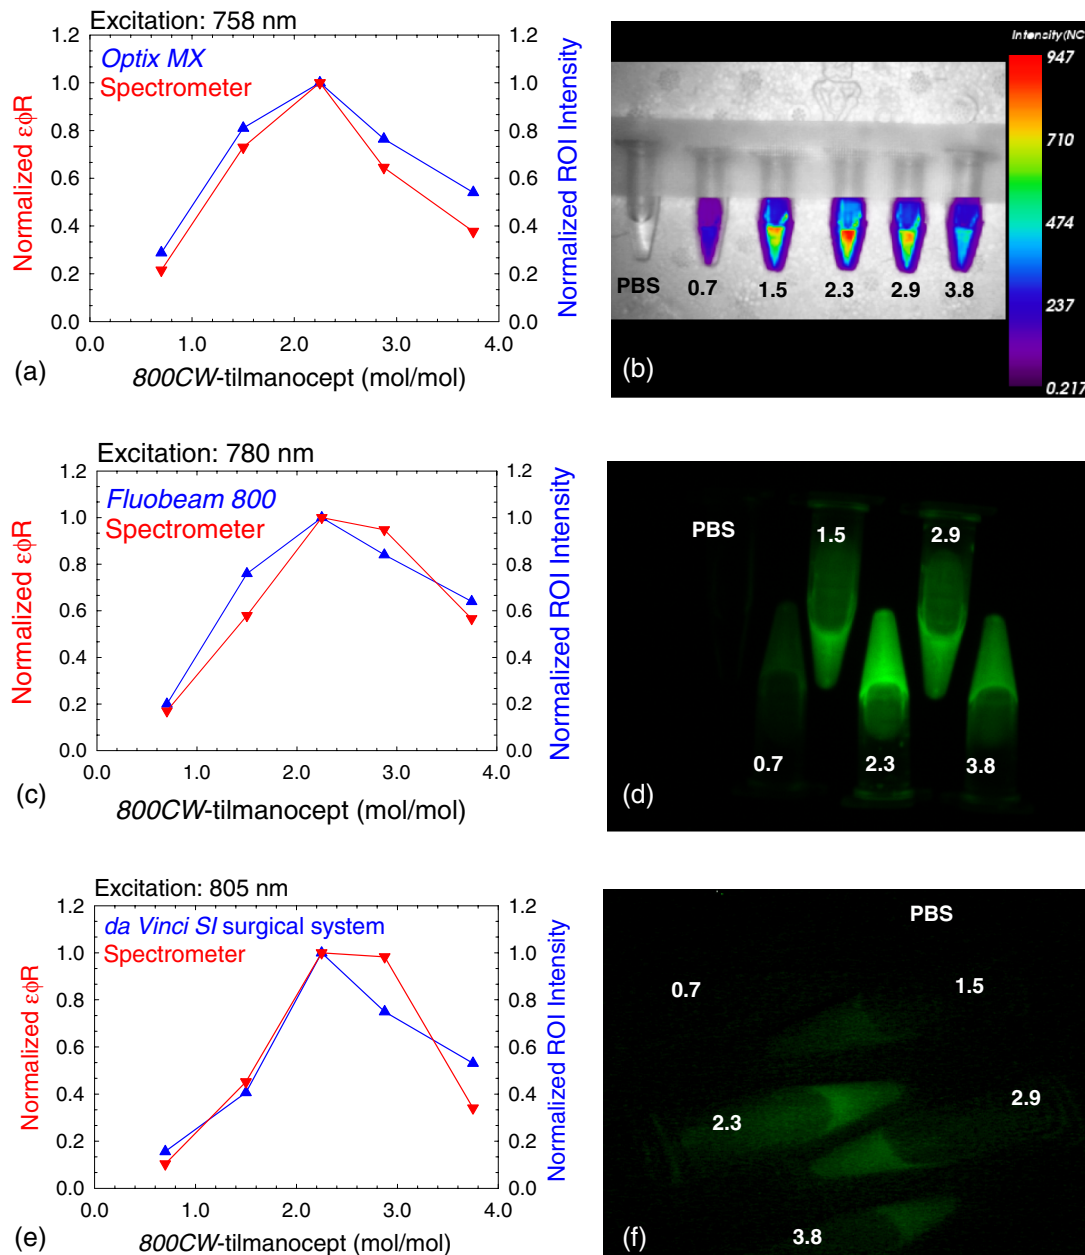 Excitation: 758 nm
1.2
1.0
0.8
0.6
0.4
0.2
0.0
1.2
1.0
0.8
0.6
0.4
0.2
0.0
Optix MX
Spectrometer
Normalized εϕR
Normalized ROI Intensity
0.0 1.0 2.0 3.0 4.0
800CW-tilmanocept (mol/mol)
(a)
Intensity(NC
947
710
474
237
0.217
PBS 0.7 1.5 2.3 2.9 3.8
(b)
Excitation: 780 nm
1.2
1.0
0.8
0.6
0.4
0.2
0.0
1.2
1.0
0.8
0.6
0.4
0.2
0.0
Fluobeam 800
Spectrometer
Normalized εϕR
Normalized ROI Intensity
0.0 1.0 2.0 3.0 4.0
800CW-tilmanocept (mol/mol)
(c)
PBS 1.5 2.9
0.7 2.3 3.8
(d)
Excitation: 805 nm
1.2
1.0
0.8
0.6
0.4
0.2
0.0
1.2
1.0
0.8
0.6
0.4
0.2
0.0
da Vinci SI surgical system
Spectrometer
Normalized εϕR
Normalized ROI Intensity
0.0 1.0 2.0 3.0 4.0
800CW-tilmanocept (mol/mol)
(e)
PBS
0.7 1.5
2.3 2.9
3.8
(f)